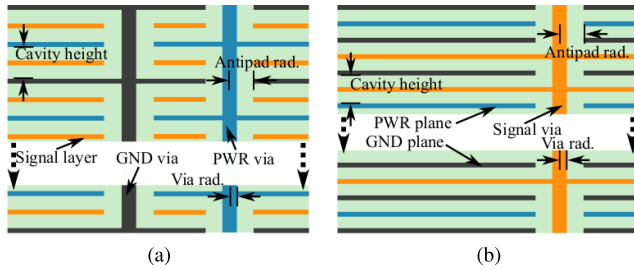 Cavity height
Antipad rad.
Signal layer
GND via
PWR via
Via rad.
(a)
Antipad rad.
Cavity height
PWR plane
GND plane
Signal via
Via rad.
(b)